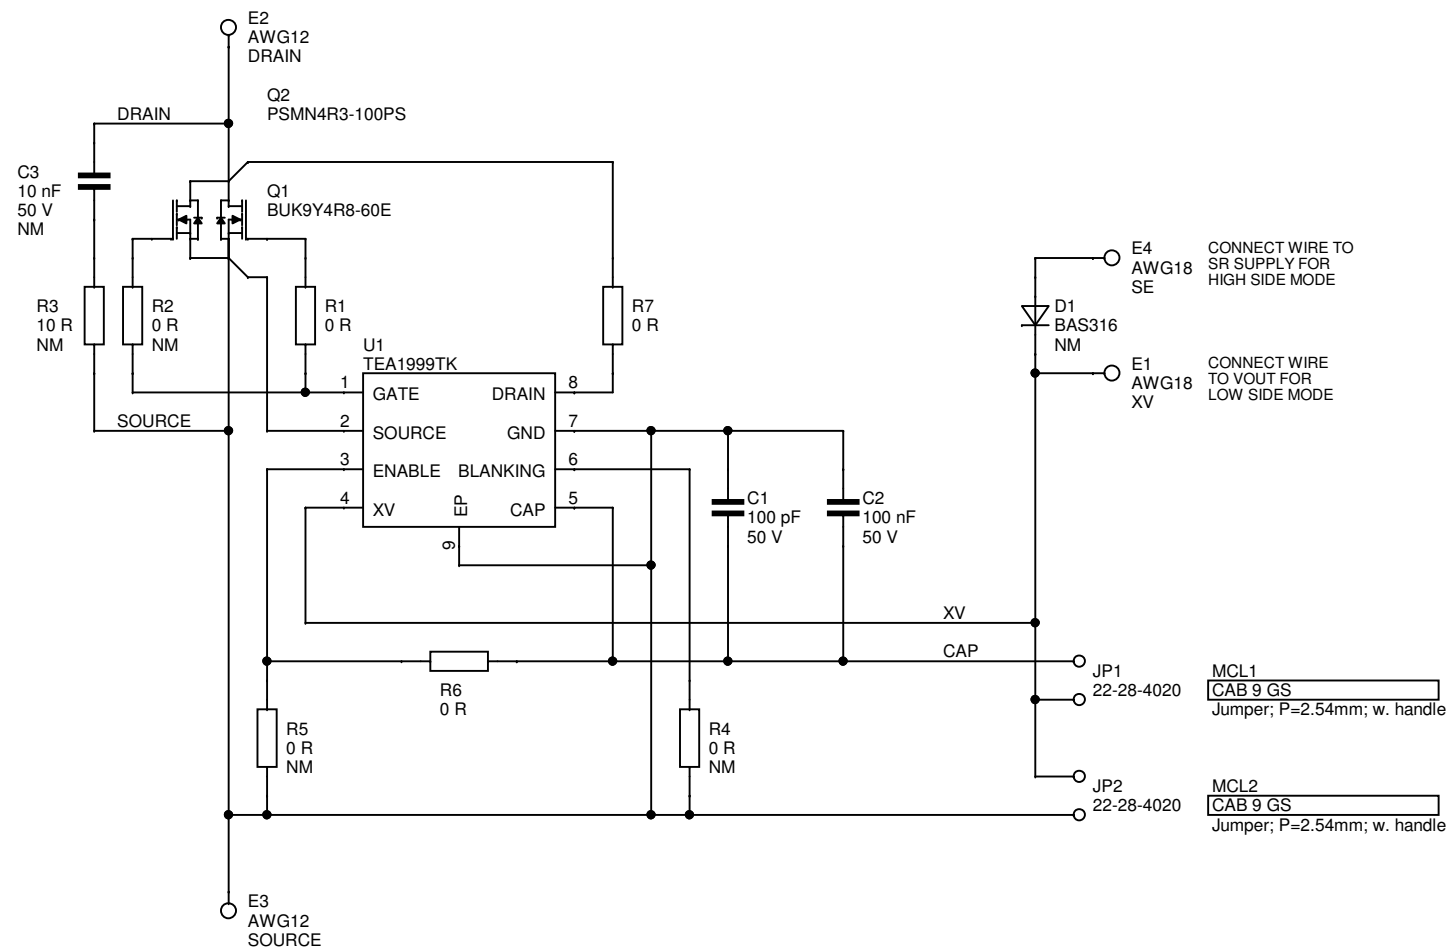 E2
AWG12
DRAIN
Q2
PSMN4R3-100PS
DRAIN
C3
10 nF
50 V
NM
Q1
BUK9Y4R8-60E
R3
10 R
NM
R2
0 R
NM
R1
0 R
R7
0 R
E4
AWG18
SE
CONNECT WIRE TO
SR SUPPLY FOR
HIGH SIDE MODE
D1
BAS316
NM
E1
AWG18
XV
CONNECT WIRE
TO VOUT FOR
LOW SIDE MODE
U1
TEA1999TK
1
GATE
DRAIN
8
SOURCE
2
SOURCE
GND
7
3
ENABLE
BLANKING
6
4
XV
EP
CAP
5
9
C1
100 pF
50 V
C2
100 nF
50 V
XV
CAP
R6
0 R
R5
0 R
NM
R4
0 R
NM
JP1
22-28-4020
MCL1
CAB 9 GS
Jumper; P=2.54mm; w. handle
JP2
22-28-4020
MCL2
CAB 9 GS
Jumper; P=2.54mm; w. handle
E3
AWG12
SOURCE